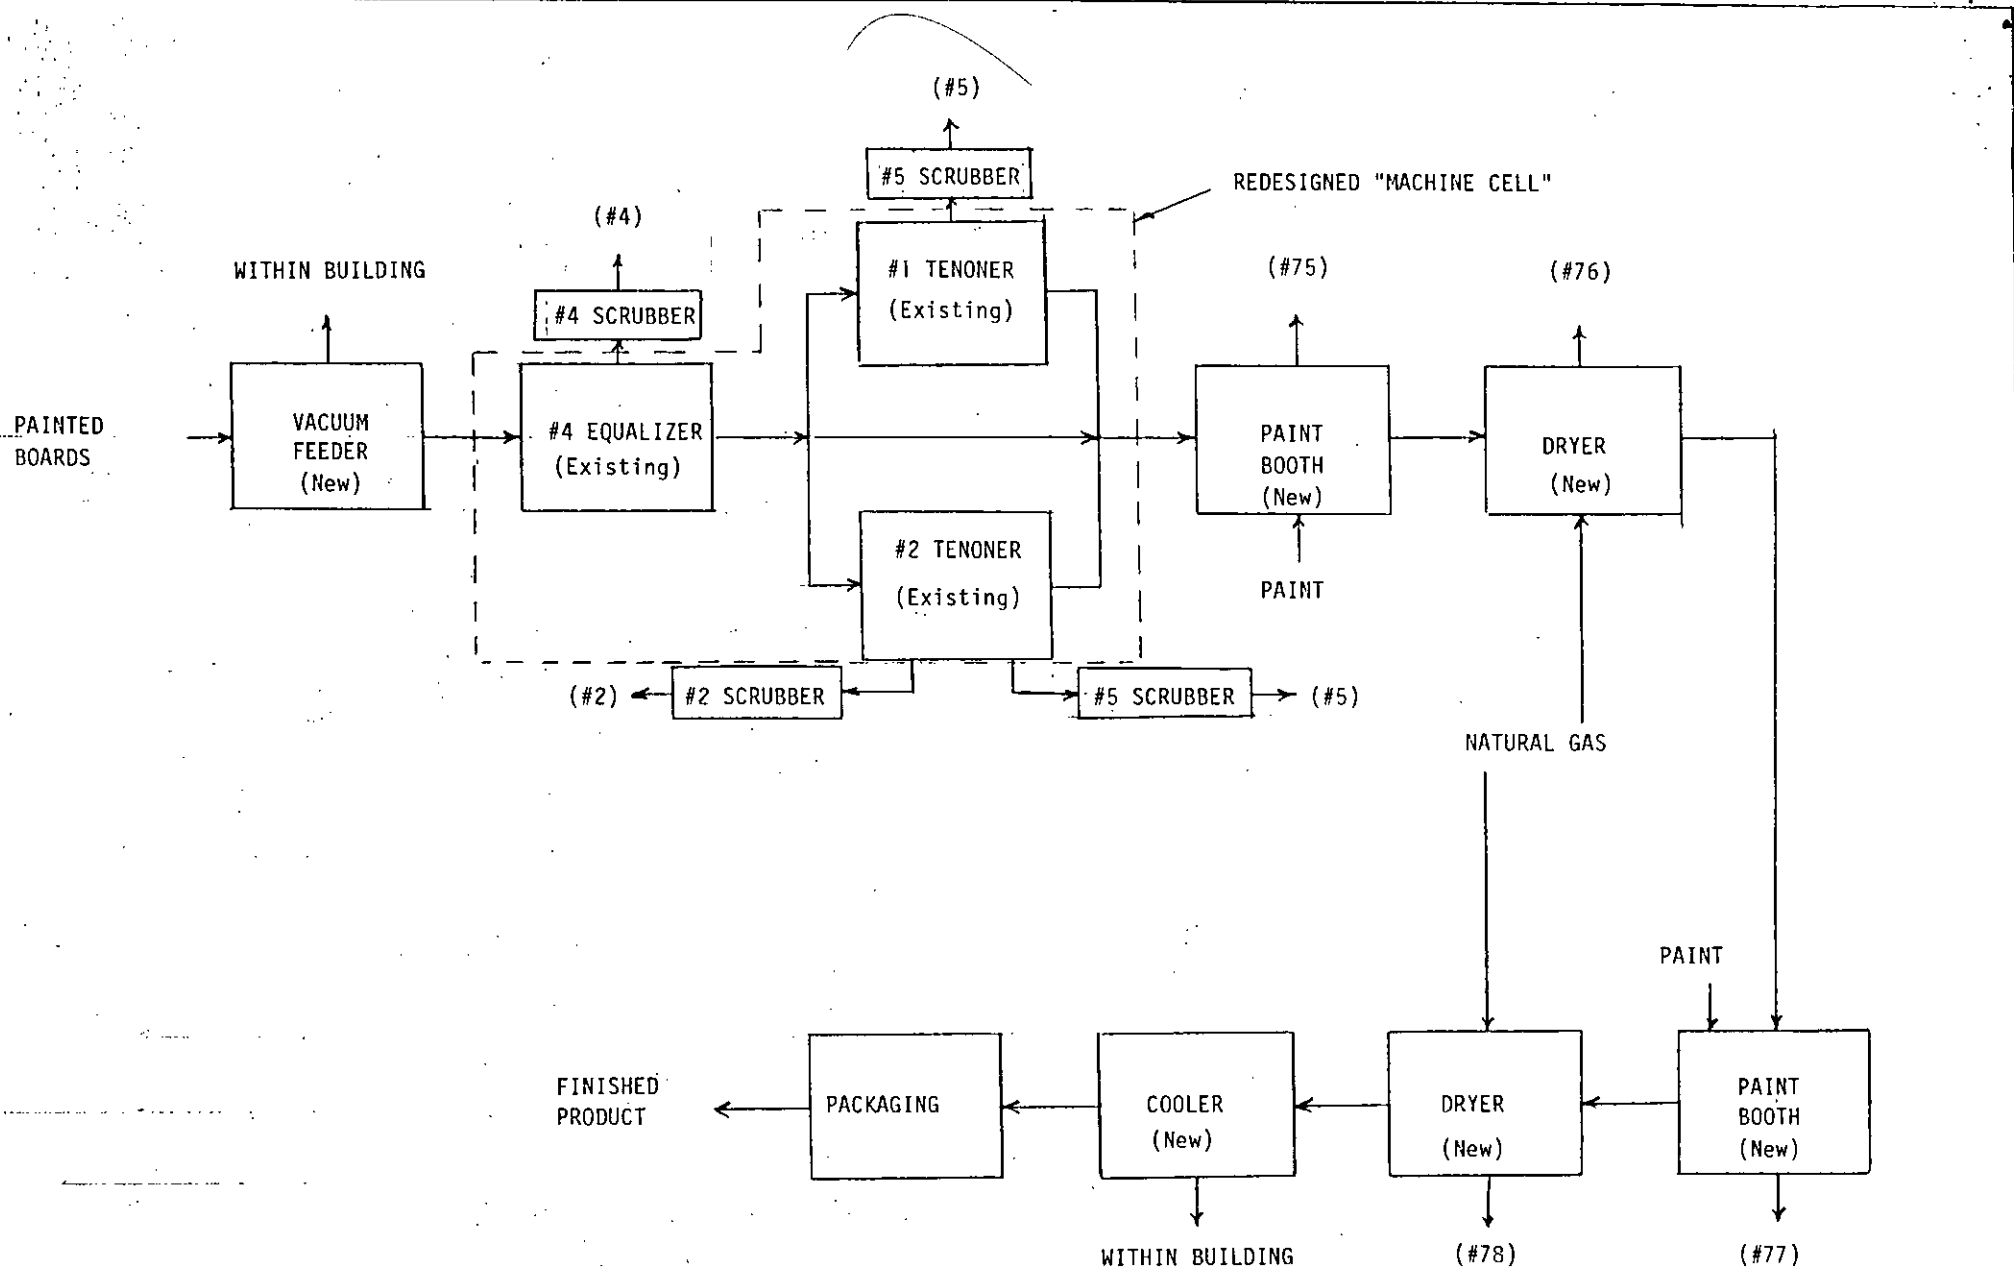 (#5)
#5 SCRUBBER
REDESIGNED "MACHINE CELL"
(#4)
WITHIN BUILDING
#4 SCRUBBER
#1 TENONER
(Existing)
(#75)
(#76)
PAINTED
BOARDS
VACUUM
FEEDER
(New)
#4 EQUALIZER
(Existing)
PAINT
BOOTH
(New)
DRYER
(New)
#2 TENONER
(Existing)
PAINT
(#2)
#2 SCRUBBER
#5 SCRUBBER
(#5)
NATURAL GAS
PAINT
FINISHED
PRODUCT
PACKAGING
COOLER
(New)
DRYER
(New)
PAINT
BOOTH
(New)
WITHIN BUILDING
(#78)
(#77)